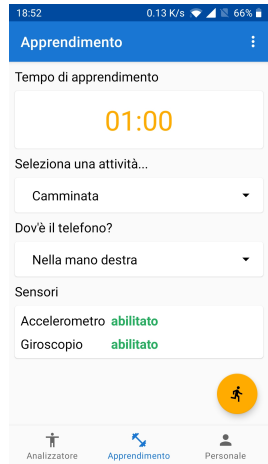 18:52 0.13 K/s 66%
Apprendimento
Tempo di apprendimento
01:00
Seleziona una attività...
Camminata
Dov'è il telefono?
Nella mano destra
Sensori
Accelerometro abilitato
Giroscopio abilitato
Analizzatore Apprendimento Personale